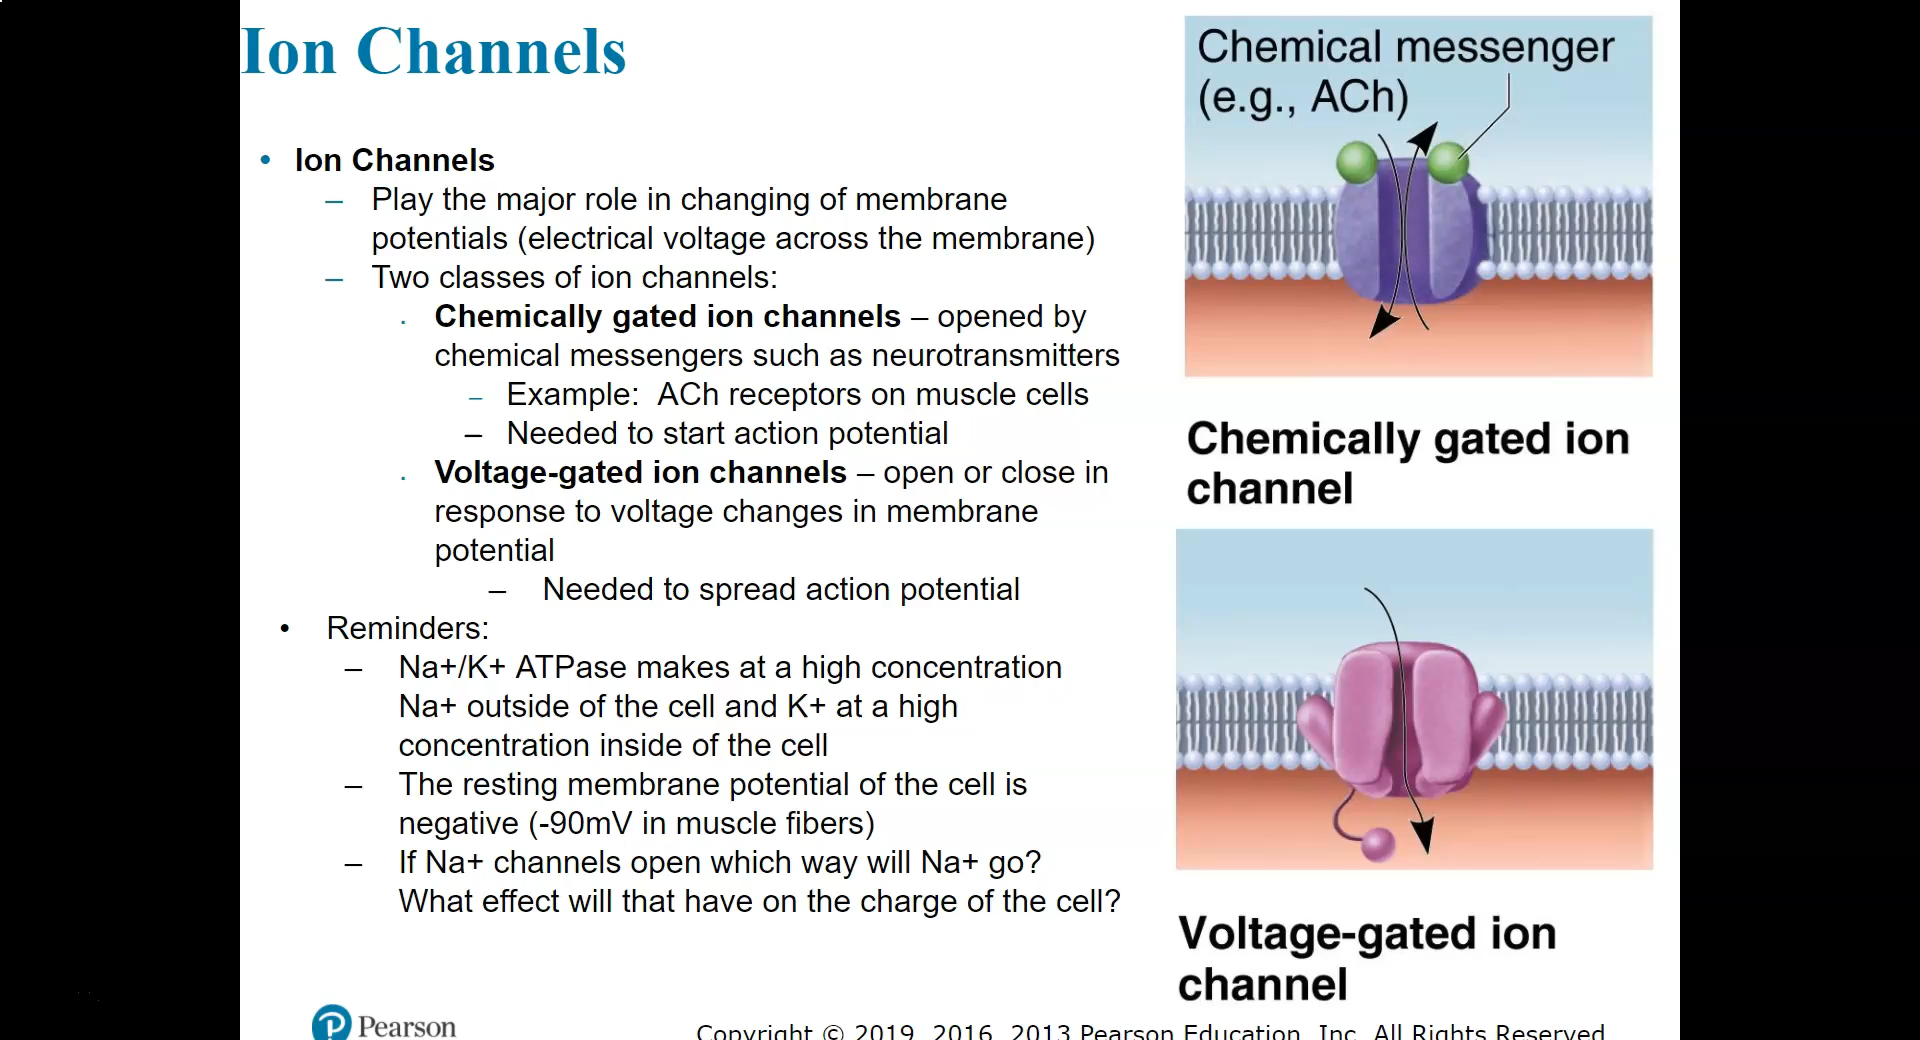 Ion Channels
• Ion Channels
– Play the major role in changing of membrane
potentials (electrical voltage across the membrane)
– Two classes of ion channels:
. Chemically gated ion channels – opened by
chemical messengers such as neurotransmitters
– Example: ACh receptors on muscle cells
– Needed to start action potential
. Voltage-gated ion channels – open or close in
response to voltage changes in membrane
potential
– Needed to spread action potential
• Reminders:
– Na+/K+ ATPase makes at a high concentration
Na+ outside of the cell and K+ at a high
concentration inside of the cell
– The resting membrane potential of the cell is
negative (-90mV in muscle fibers)
– If Na+ channels open which way will Na+ go?
What effect will that have on the charge of the cell?
Chemical messenger
(e.g., ACh)
Chemically gated ion
channel
Voltage-gated ion
channel
Pearson
Copyright © 2019, 2016, 2013 Pearson Education, Inc. All Rights Reserved